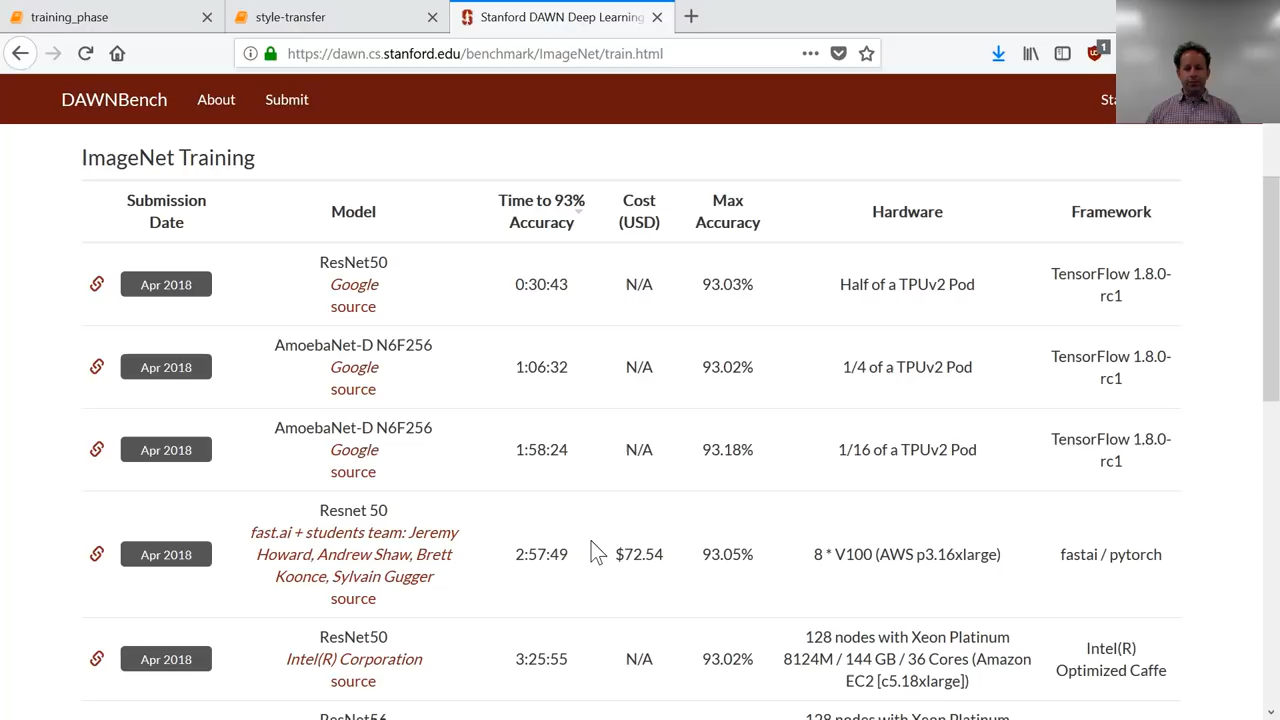 training_phase
style-transfer
Stanford DAWN Deep Learning
https://dawn.cs.stanford.edu/benchmark/ImageNet/train.html
1
DAWNBench
About
Submit
Sta
ImageNet Training
Submission
Date
Model
Time to 93%
Accuracy
Cost
(USD)
Max
Accuracy
Hardware
Framework
Apr 2018
ResNet50
Google
source
0:30:43
N/A
93.03%
Half of a TPUv2 Pod
TensorFlow 1.8.0-
rc1
Apr 2018
AmoebaNet-D N6F256
Google
source
1:06:32
N/A
93.02%
1/4 of a TPUv2 Pod
TensorFlow 1.8.0-
rc1
Apr 2018
AmoebaNet-D N6F256
Google
source
1:58:24
N/A
93.18%
1/16 of a TPUv2 Pod
TensorFlow 1.8.0-
rc1
Apr 2018
Resnet 50
fast.ai + students team: Jeremy
Howard, Andrew Shaw, Brett
Koonce, Sylvain Gugger
source
2:57:49
$72.54
93.05%
8 * V100 (AWS p3.16xlarge)
fastai / pytorch
Apr 2018
ResNet50
Intel(R) Corporation
source
3:25:55
N/A
93.02%
128 nodes with Xeon Platinum
8124M / 144 GB / 36 Cores (Amazon
EC2 [c5.18xlarge])
Intel(R)
Optimized Caffe
ResNet56
128 nodes with Xeon Platinum